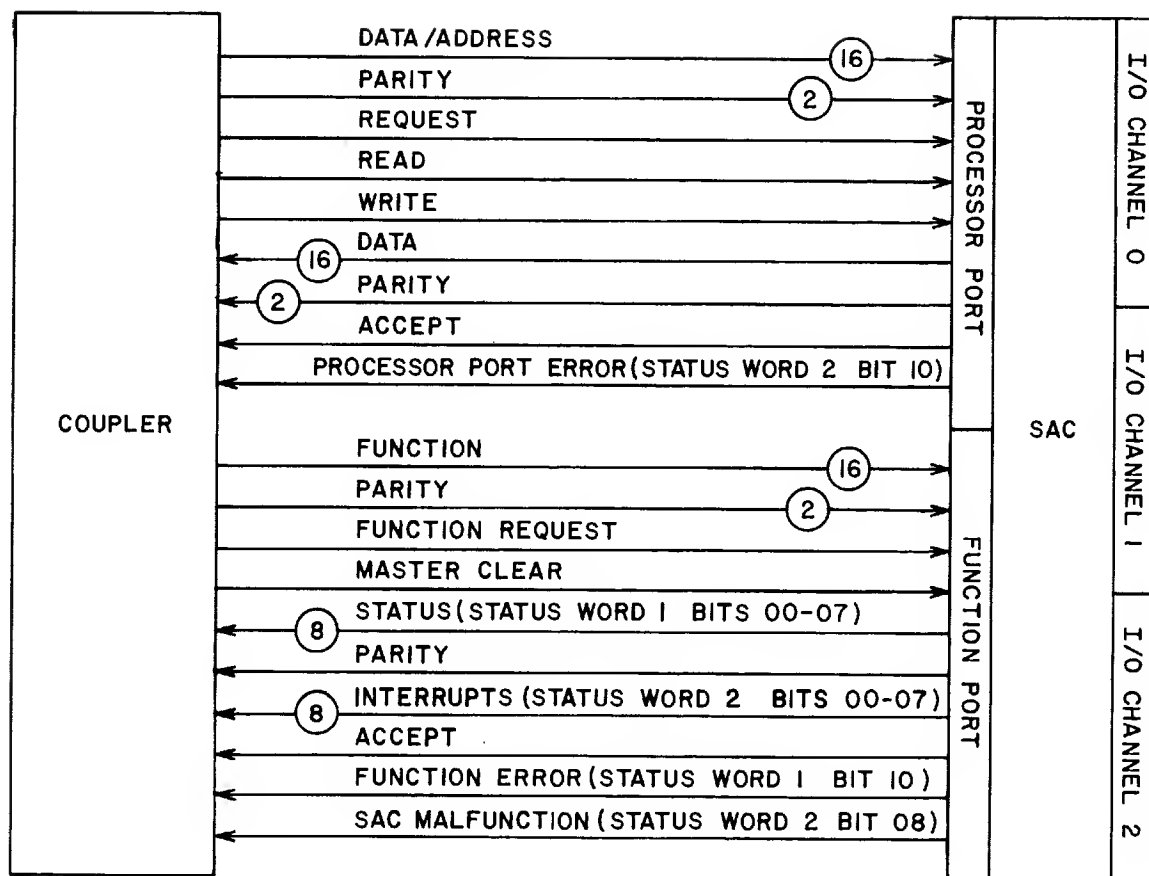 DATA/ADDRESS
16
PARITY
2
REQUEST
READ
WRITE
DATA
16
PARITY
2
ACCEPT
PROCESSOR PORT ERROR (STATUS WORD 2 BIT 10)
COUPLER
FUNCTION
16
PARITY
2
FUNCTION REQUEST
MASTER CLEAR
STATUS (STATUS WORD 1 BITS 00-07)
8
PARITY
INTERRUPTS (STATUS WORD 2 BITS 00-07)
8
ACCEPT
FUNCTION ERROR (STATUS WORD 1 BIT 10)
SAC MALFUNCTION (STATUS WORD 2 BIT 08)
PROCESSOR PORT
FUNCTION PORT
SAC
I/O CHANNEL 0
I/O CHANNEL 1
I/O CHANNEL 2